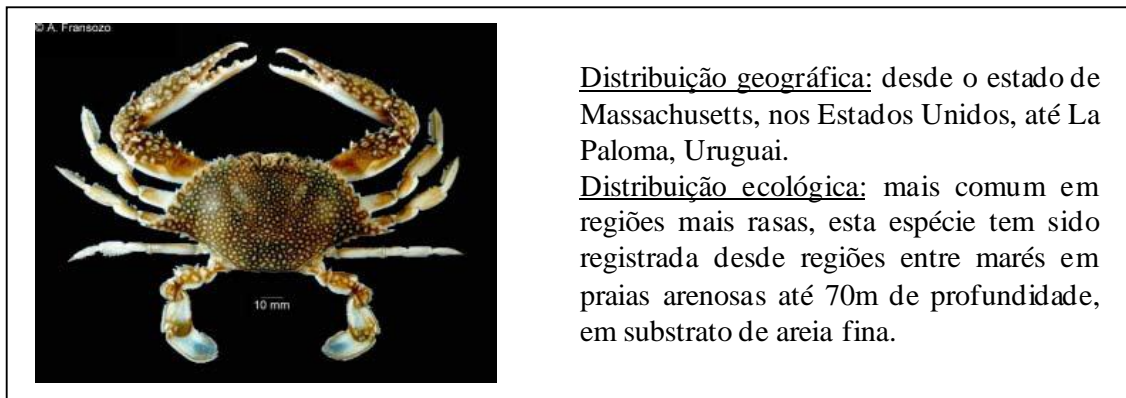 © A. Fransozo
10 mm
Distribuição geográfica: desde o estado de
Massachusetts, nos Estados Unidos, até La
Paloma, Uruguai.
Distribuição ecológica: mais comum em
regiões mais rasas, esta espécie tem sido
registrada desde regiões entre marés em
praias arenosas até 70m de profundidade,
em substrato de areia fina.